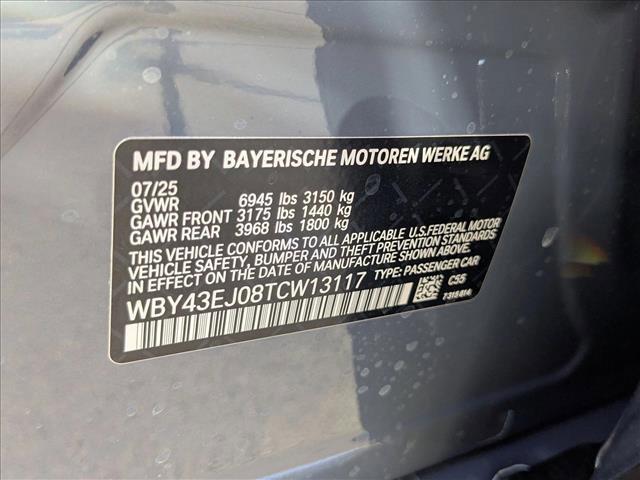 MFD BY BAYERISCHE MOTOREN WERKE AG
07/25
GVWR 6945 lbs 3150 kg
GAWR FRONT 3175 lbs 1440 kg
GAWR REAR 3968 lbs 1800 kg
THIS VEHICLE CONFORMS TO ALL APPLICABLE U.S.FEDERAL MOTOR
VEHICLE SAFETY, BUMPER, AND THEFT PREVENTION STANDARDS
IN EFFECT ON THE DATE OF MANUFACTURE SHOWN ABOVE.
WBY43EJ08TCW13117 TYPE: PASSENGER CAR
C55
7318414